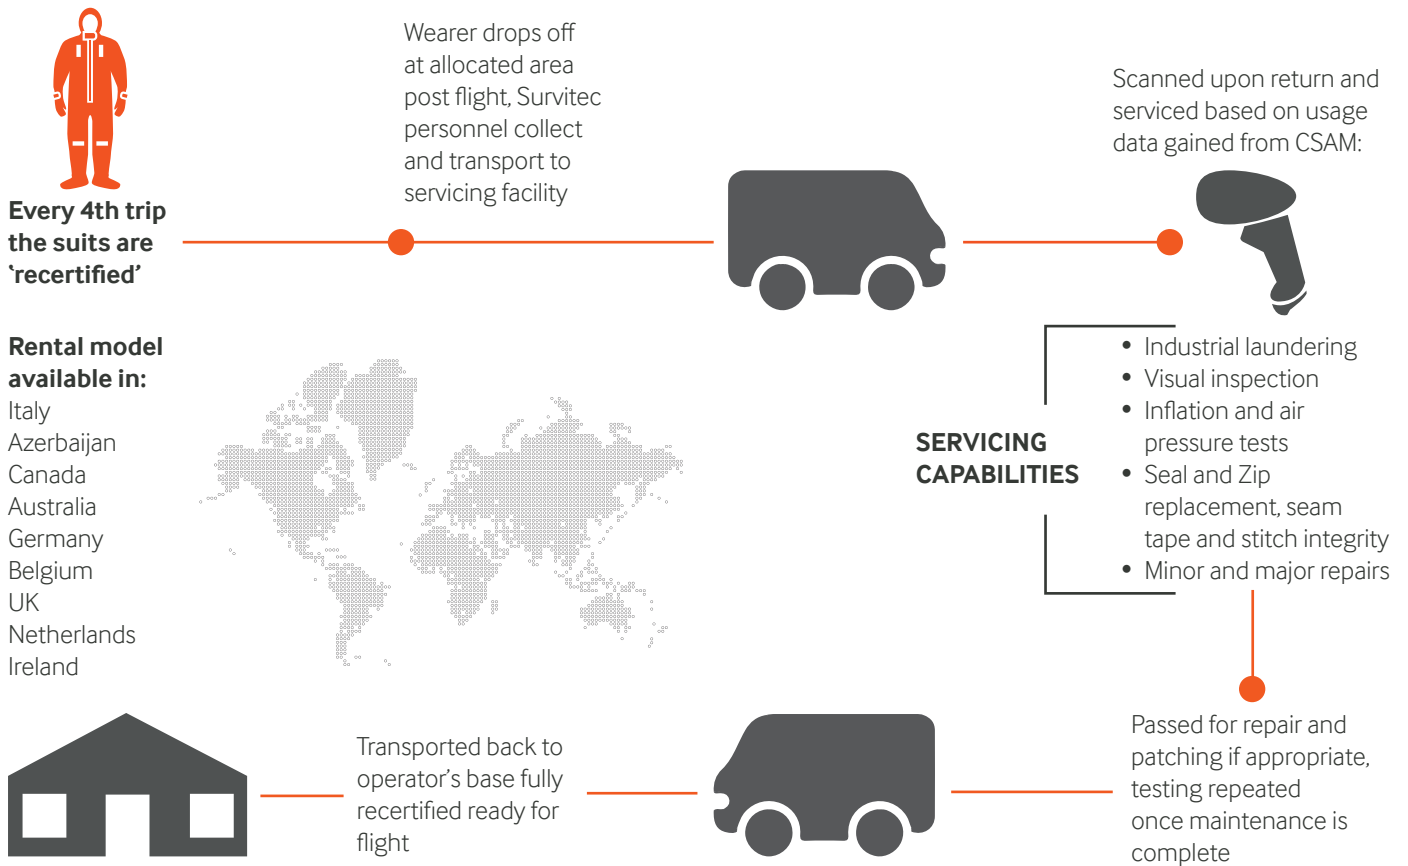 Every 4th trip
the suits are
‘recertified’
Wearer drops off
at allocated area
post flight, Survitec
personnel collect
and transport to
servicing facility
Scanned upon return and
serviced based on usage
data gained from CSAM:
Rental model
available in:
Italy
Azerbaijan
Canada
Australia
Germany
Belgium
UK
Netherlands
Ireland
SERVICING
CAPABILITIES
• Industrial laundering
• Visual inspection
• Inflation and air
pressure tests
• Seal and Zip
replacement, seam
tape and stitch integrity
• Minor and major repairs
Passed for repair and
patching if appropriate,
testing repeated
once maintenance is
complete
Transported back to
operator’s base fully
recertified ready for
flight